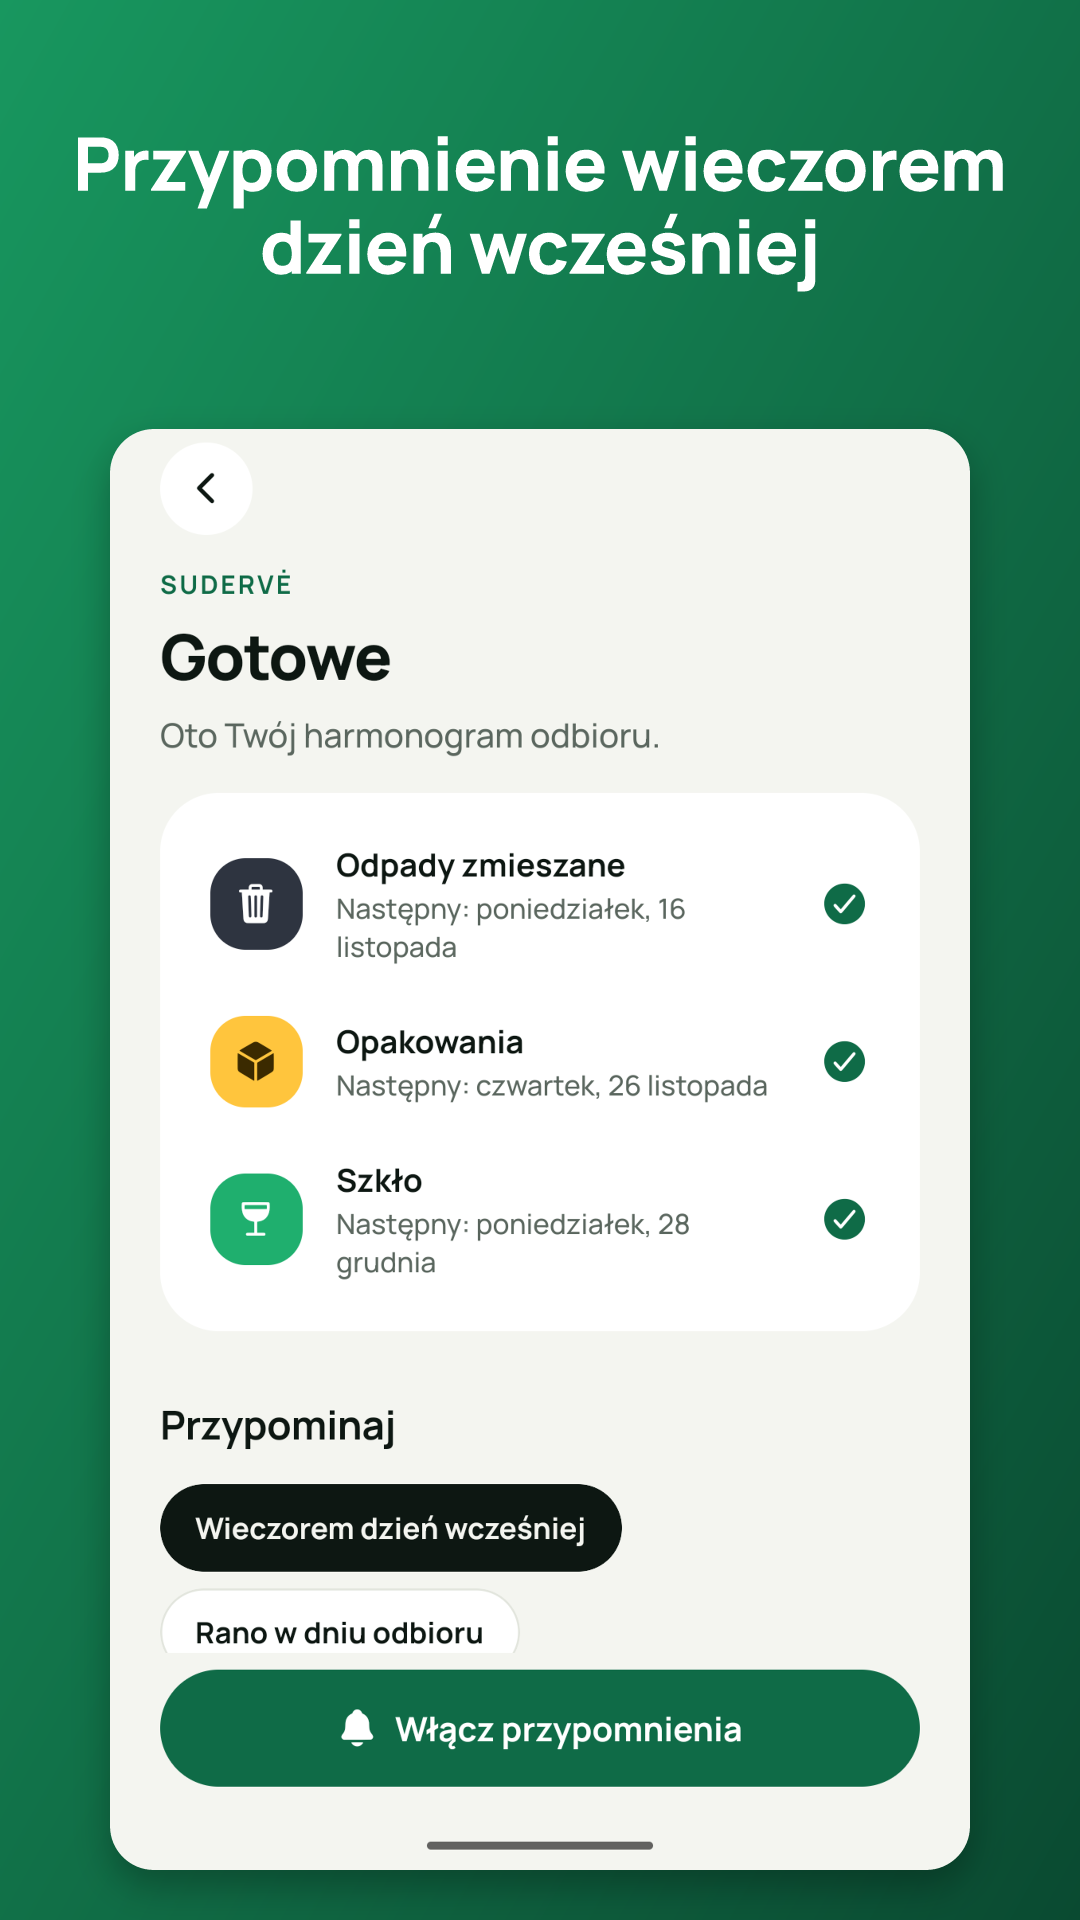 Przypomnienie wieczorem
dzień wcześniej
SUDERVĖ
Gotowe
Oto Twój harmonogram odbioru.
Odpady zmieszane
Następny: poniedziałek, 16
listopada
Opakowania
Następny: czwartek, 26 listopada
Szkło
Następny: poniedziałek, 28
grudnia
Przypominaj
Wieczorem dzień wcześniej
Rano w dniu odbioru
Włącz przypomnienia